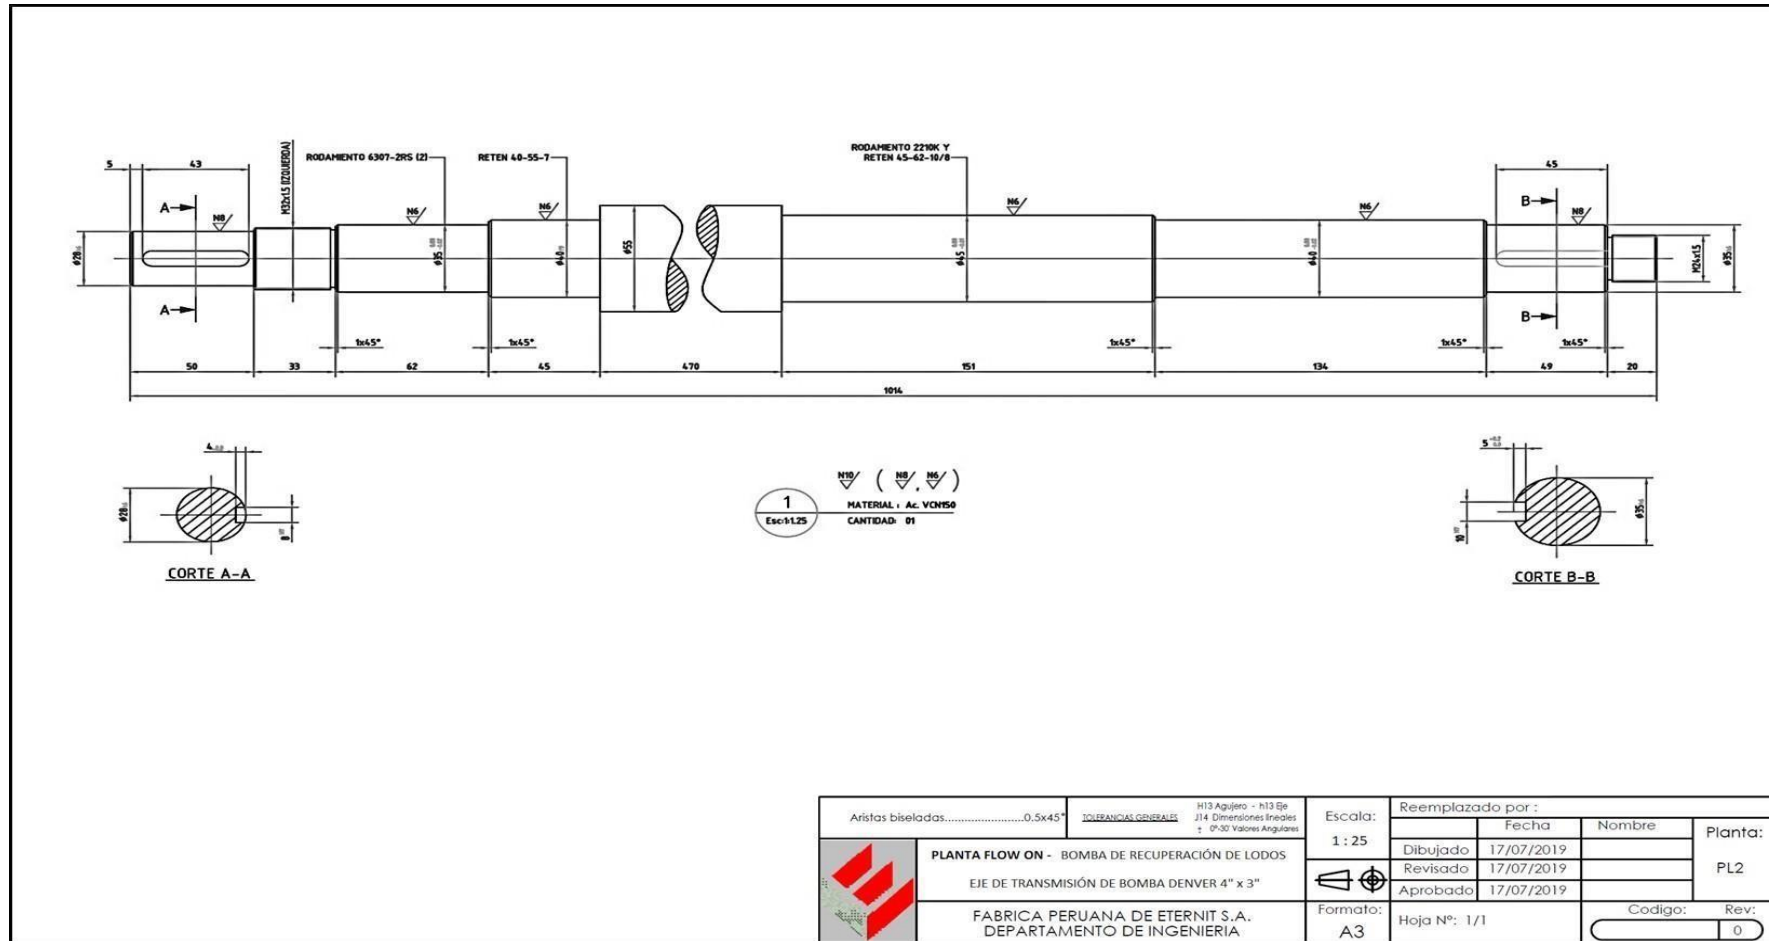 5
43
M32x1.5 (IZQUIERDA)
RODAMIENTO 6307-2RS (2)
RETEN 40-55-7
RODAMIENTO 2210K Y
RETEN 45-62-10/8
45
A
N8
N6
N6
N6
N6
B
N8
Ø28
Ø35
Ø40
Ø55
Ø45
Ø40
M24x1.5
Ø35
A
B
1x45°
1x45°
1x45°
1x45°
1x45°
50
33
62
45
470
151
134
49
20
1014
4
Ø28
8
CORTE A-A
N10 ( N8, N6 )
1
Esc:1:1.25
MATERIAL : Ac. VCN150
CANTIDAD: 01
5
10
Ø35
CORTE B-B
Aristas biseladas.......................0.5x45°
TOLERANCIAS GENERALES
H13 Agujero - h13 Eje
J14 Dimensiones lineales
± 0°-30' Valores Angulares
Escala:
1 : 25
Reemplazado por :
Fecha
Nombre
Planta:
PL2
Dibujado 17/07/2019
Revisado 17/07/2019
Aprobado 17/07/2019
PLANTA FLOW ON - BOMBA DE RECUPERACIÓN DE LODOS
EJE DE TRANSMISIÓN DE BOMBA DENVER 4" x 3"
FABRICA PERUANA DE ETERNIT S.A.
DEPARTAMENTO DE INGENIERIA
Formato:
A3
Hoja Nº: 1/1
Codigo:
Rev:
0